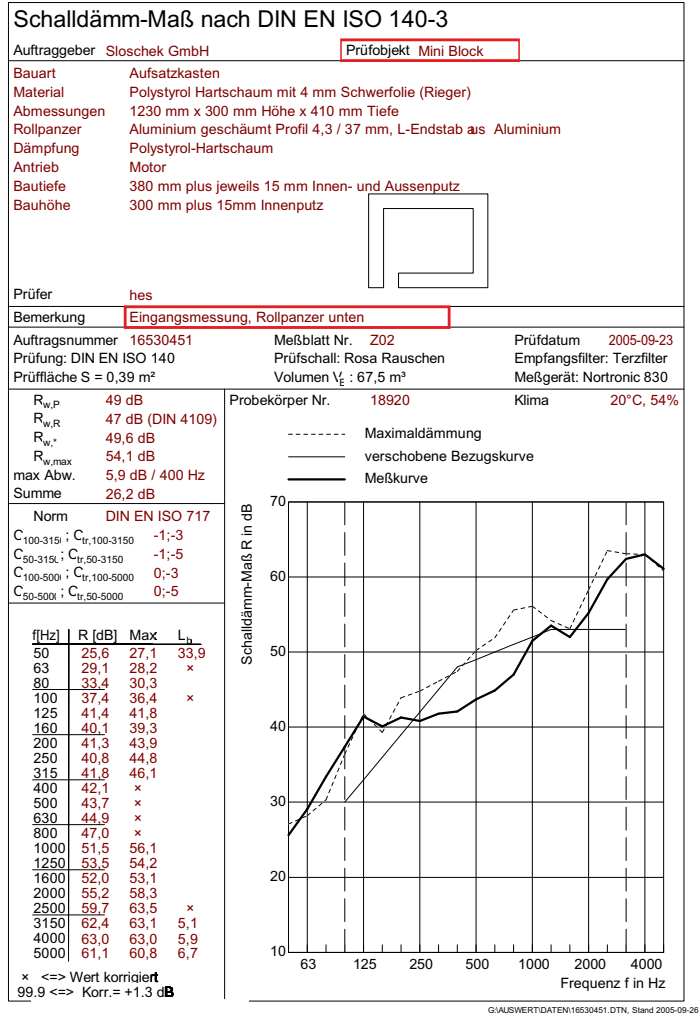 Schalldämm-Maß nach DIN EN ISO 140-3
Auftraggeber Sloschek GmbH Prüfobjekt Mini Block
Bauart Aufsatzkasten
Material Polystyrol Hartschaum mit 4 mm Schwerfolie (Rieger)
Abmessungen 1230 mm x 300 mm Höhe x 410 mm Tiefe
Rollpanzer Aluminium geschäumt Profil 4,3 / 37 mm, L-Endstab aus Aluminium
Dämpfung Polystyrol-Hartschaum
Antrieb Motor
Bautiefe 380 mm plus jeweils 15 mm Innen- und Aussenputz
Bauhöhe 300 mm plus 15mm Innenputz
Prüfer hes
Bemerkung Eingangsmessung, Rollpanzer unten
Auftragsnummer 16530451 Meßblatt Nr. Z02 Prüfdatum 2005-09-23
Prüfung: DIN EN ISO 140 Prüfschall: Rosa Rauschen Empfangsfilter: Terzfilter
Prüffläche S = 0,39 m² Volumen V_E : 67,5 m³ Meßgerät: Nortronic 830
Probekörper Nr. 18920 Klima 20°C, 54%
R_w,P 49 dB
R_w,R 47 dB (DIN 4109)
R_w,* 49,6 dB
R_w,max 54,1 dB
max Abw. 5,9 dB / 400 Hz
Summe 26,2 dB
Norm DIN EN ISO 717
C_100-3150 ; C_tr,100-3150 -1;-3
C_50-3150 ; C_tr,50-3150 -1;-5
C_100-5000 ; C_tr,100-5000 0;-3
C_50-5000 ; C_tr,50-5000 0;-5
f[Hz] R [dB] Max L_b
50 25,6 27,1 33,9
63 29,1 28,2 ×
80 33,4 30,3
100 37,4 36,4 ×
125 41,4 41,8
160 40,1 39,3
200 41,3 43,9
250 40,8 44,8
315 41,8 46,1
400 42,1 ×
500 43,7 ×
630 44,9 ×
800 47,0 ×
1000 51,5 56,1
1250 53,5 54,2
1600 52,0 53,1
2000 55,2 58,3
2500 59,7 63,5 ×
3150 62,4 63,1 5,1
4000 63,0 63,0 5,9
5000 61,1 60,8 6,7
× <=> Wert korrigiert
99.9 <=> Korr.= +1.3 dB
Maximaldämmung
verschobene Bezugskurve
Meßkurve
Schalldämm-Maß R in dB
70
60
50
40
30
20
10
63 125 250 500 1000 2000 4000
Frequenz f in Hz
G:\AUSWERT\DATEN\16530451.DTN, Stand 2005-09-26